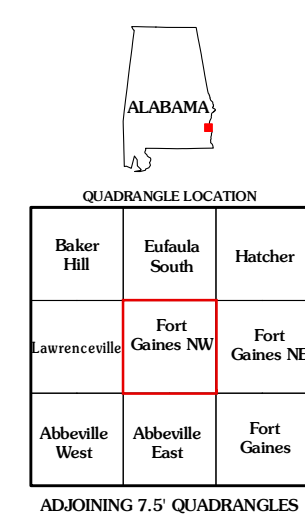 ALABAMA
QUADRANGLE LOCATION
Baker
Hill
Eufaula
South
Hatcher
Lawrenceville
Fort
Gaines NW
Fort
Gaines NE
Abbeville
West
Abbeville
East
Fort
Gaines
ADJOINING 7.5' QUADRANGLES